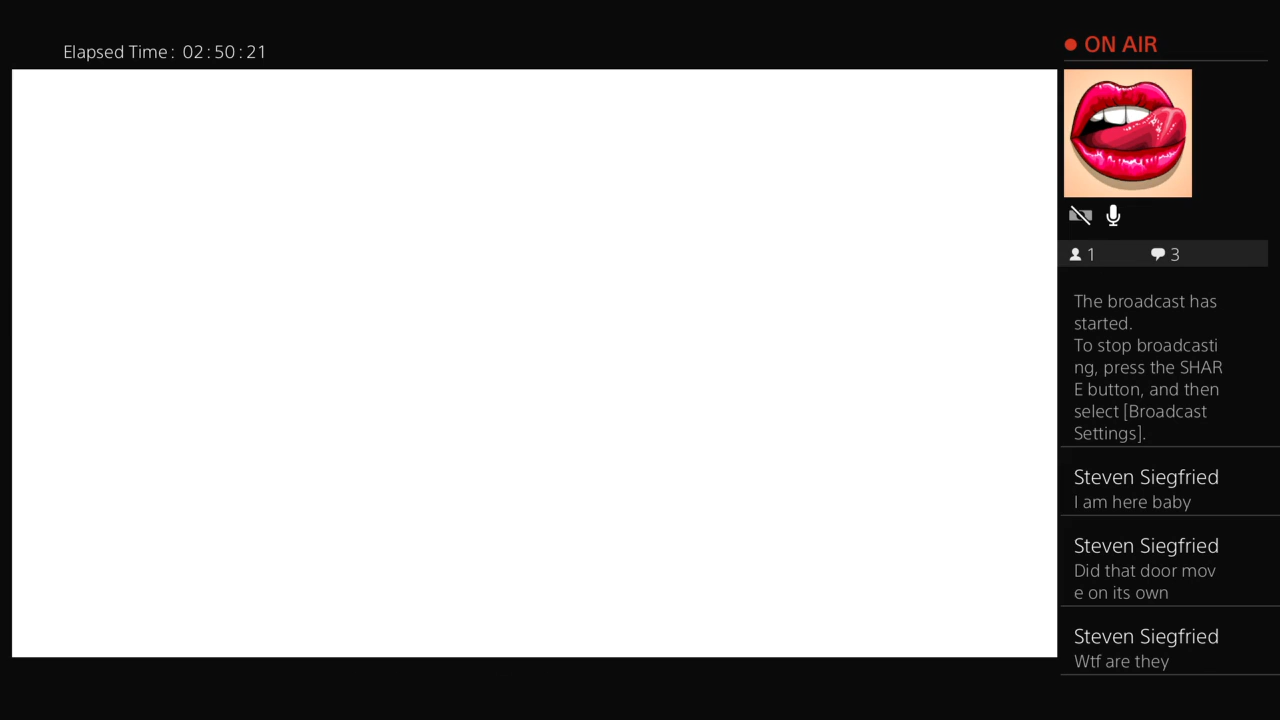 Elapsed Time: 02:50:21
ON AIR
1 3
The broadcast has
started.
To stop broadcasti
ng, press the SHAR
E button, and then
select [Broadcast
Settings].
Steven Siegfried
I am here baby
Steven Siegfried
Did that door mov
e on its own
Steven Siegfried
Wtf are they